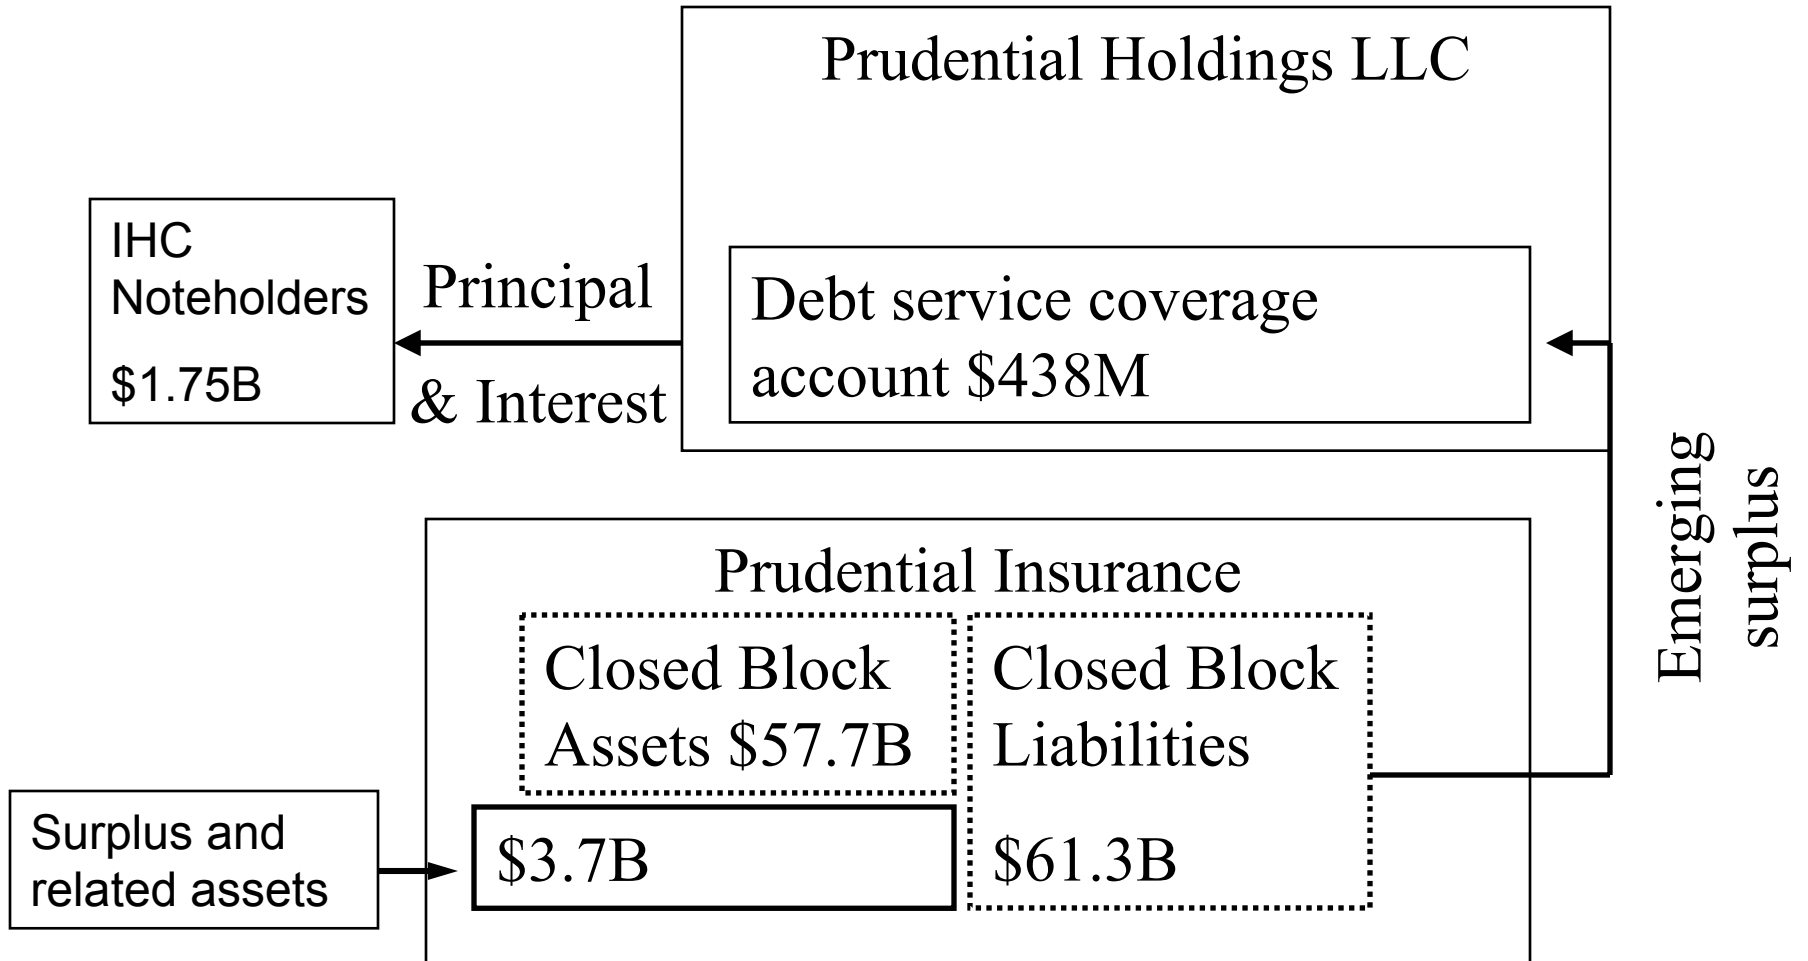 Prudential Holdings LLC
IHC
Noteholders
$1.75B
Principal
& Interest
Debt service coverage
account $438M
Emerging
surplus
Prudential Insurance
Closed Block
Assets $57.7B
Closed Block
Liabilities
$61.3B
Surplus and
related assets
$3.7B